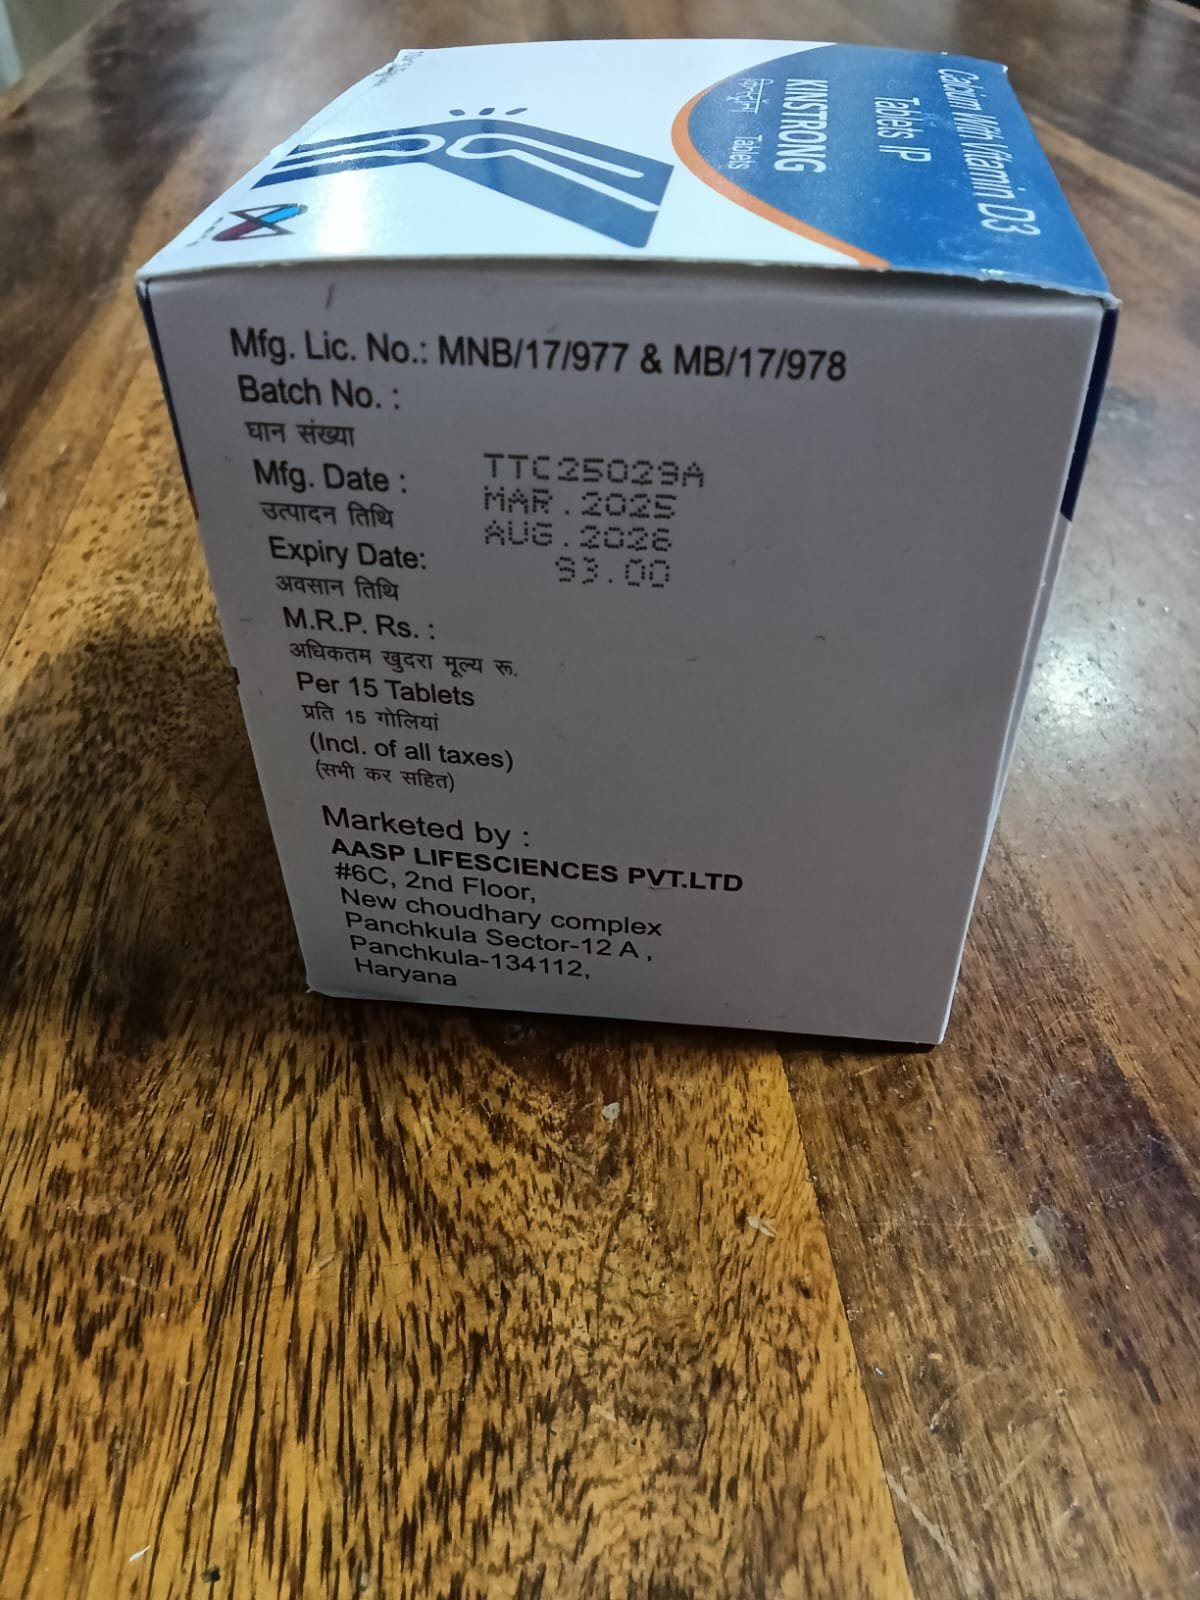 Calcium With Vitamin D3
Tablets IP
KINSTRONG
Tablets
Mfg. Lic. No.: MNB/17/977 & MB/17/978
Batch No. :
घान संख्या
TTC25029A
Mfg. Date :
MAR.2025
उत्पादन तिथि
AUG.2026
Expiry Date:
93.00
अवसान तिथि
M.R.P. Rs. :
अधिकतम खुदरा मूल्य रू.
Per 15 Tablets
प्रति 15 गोलियां
(Incl. of all taxes)
(सभी कर सहित)
Marketed by :
AASP LIFESCIENCES PVT.LTD
#6C, 2nd Floor,
New choudhary complex
Panchkula Sector-12 A ,
Panchkula-134112,
Haryana